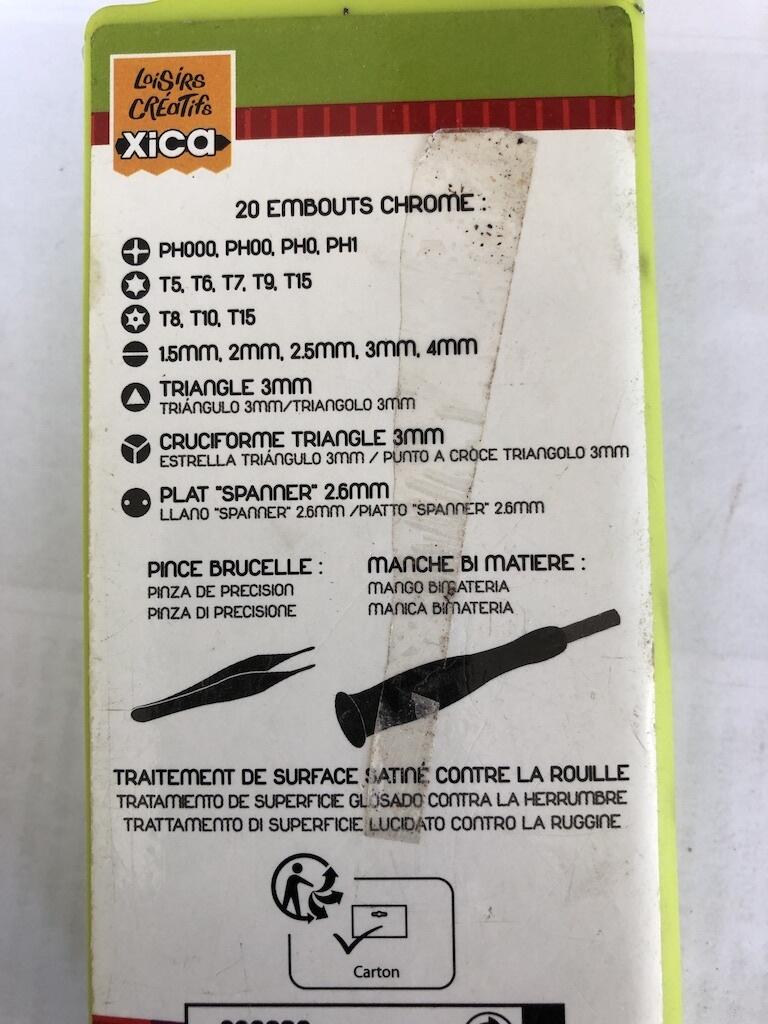 LOISIRS
CRÉATIFS
XICA
20 EMBOUTS CHROME :
PH000, PH00, PH0, PH1
T5, T6, T7, T9, T15
T8, T10, T15
1.5mm, 2mm, 2.5mm, 3mm, 4mm
TRIANGLE 3mm
TRIÁNGULO 3mm/TRIANGOLO 3mm
CRUCIFORME TRIANGLE 3mm
ESTRELLA TRIÁNGULO 3mm / PUNTO A CROCE TRIANGOLO 3mm
PLAT "SPANNER" 2.6mm
LLANO "SPANNER" 2.6mm /PIATTO "SPANNER" 2.6mm
PINCE BRUCELLE :
PINZA DE PRECISION
PINZA DI PRECISIONE
MANCHE BI MATIERE :
MANGO BIMATERIA
MANICA BIMATERIA
TRAITEMENT DE SURFACE SATINÉ CONTRE LA ROUILLE
TRATAMIENTO DE SUPERFICIE GLOSADO CONTRA LA HERRUMBRE
TRATTAMENTO DI SUPERFICIE LUCIDATO CONTRO LA RUGGINE
Carton